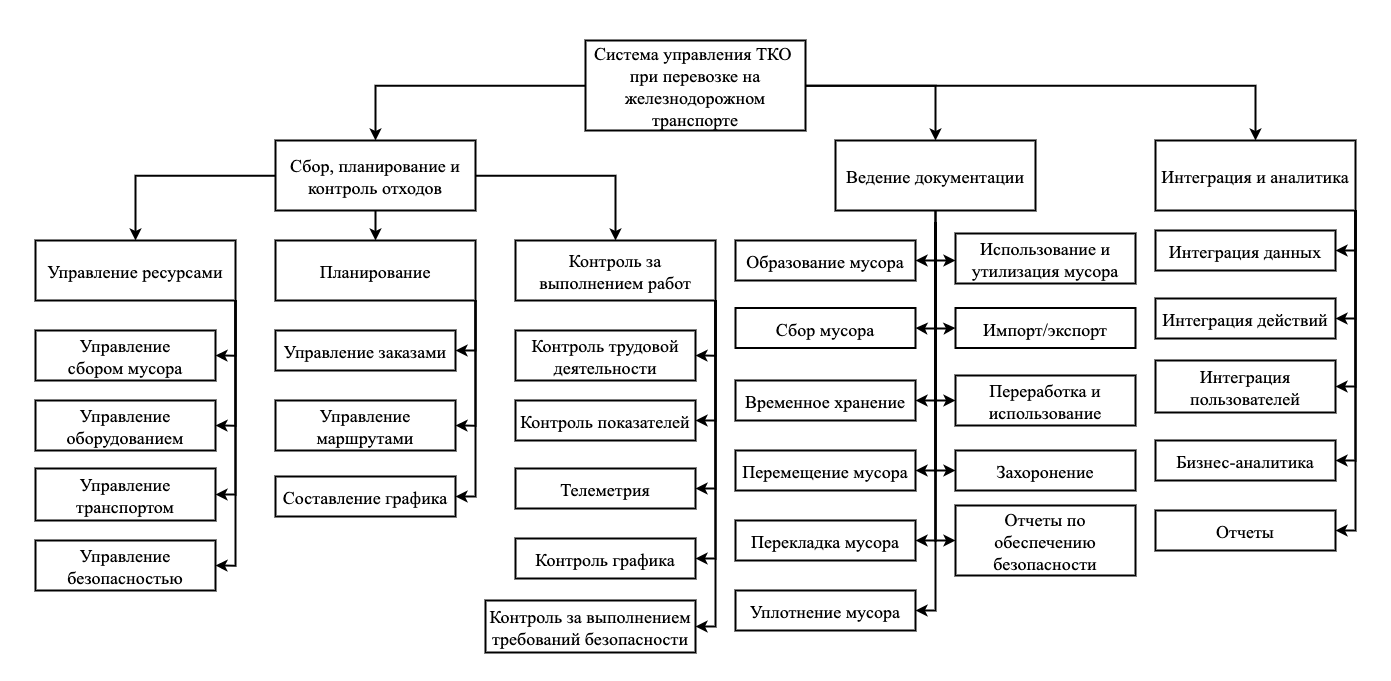 Система управления ТКО
при перевозке на
железнодорожном
транспорте
Сбор, планирование и
контроль отходов
Ведение документации
Интеграция и аналитика
Управление ресурсами
Управление
сбором мусора
Управление
оборудованием
Управление
транспортом
Управление
безопасностью
Планирование
Управление заказами
Управление
маршрутами
Составление графика
Контроль за
выполнением работ
Контроль трудовой
деятельности
Контроль показателей
Телеметрия
Контроль графика
Контроль за выполнением
требований безопасности
Образование мусора
Сбор мусора
Временное хранение
Перемещение мусора
Перекладка мусора
Уплотнение мусора
Использование и
утилизация мусора
Импорт/экспорт
Переработка и
использование
Захоронение
Отчеты по
обеспечению
безопасности
Интеграция данных
Интеграция действий
Интеграция
пользователей
Бизнес-аналитика
Отчеты